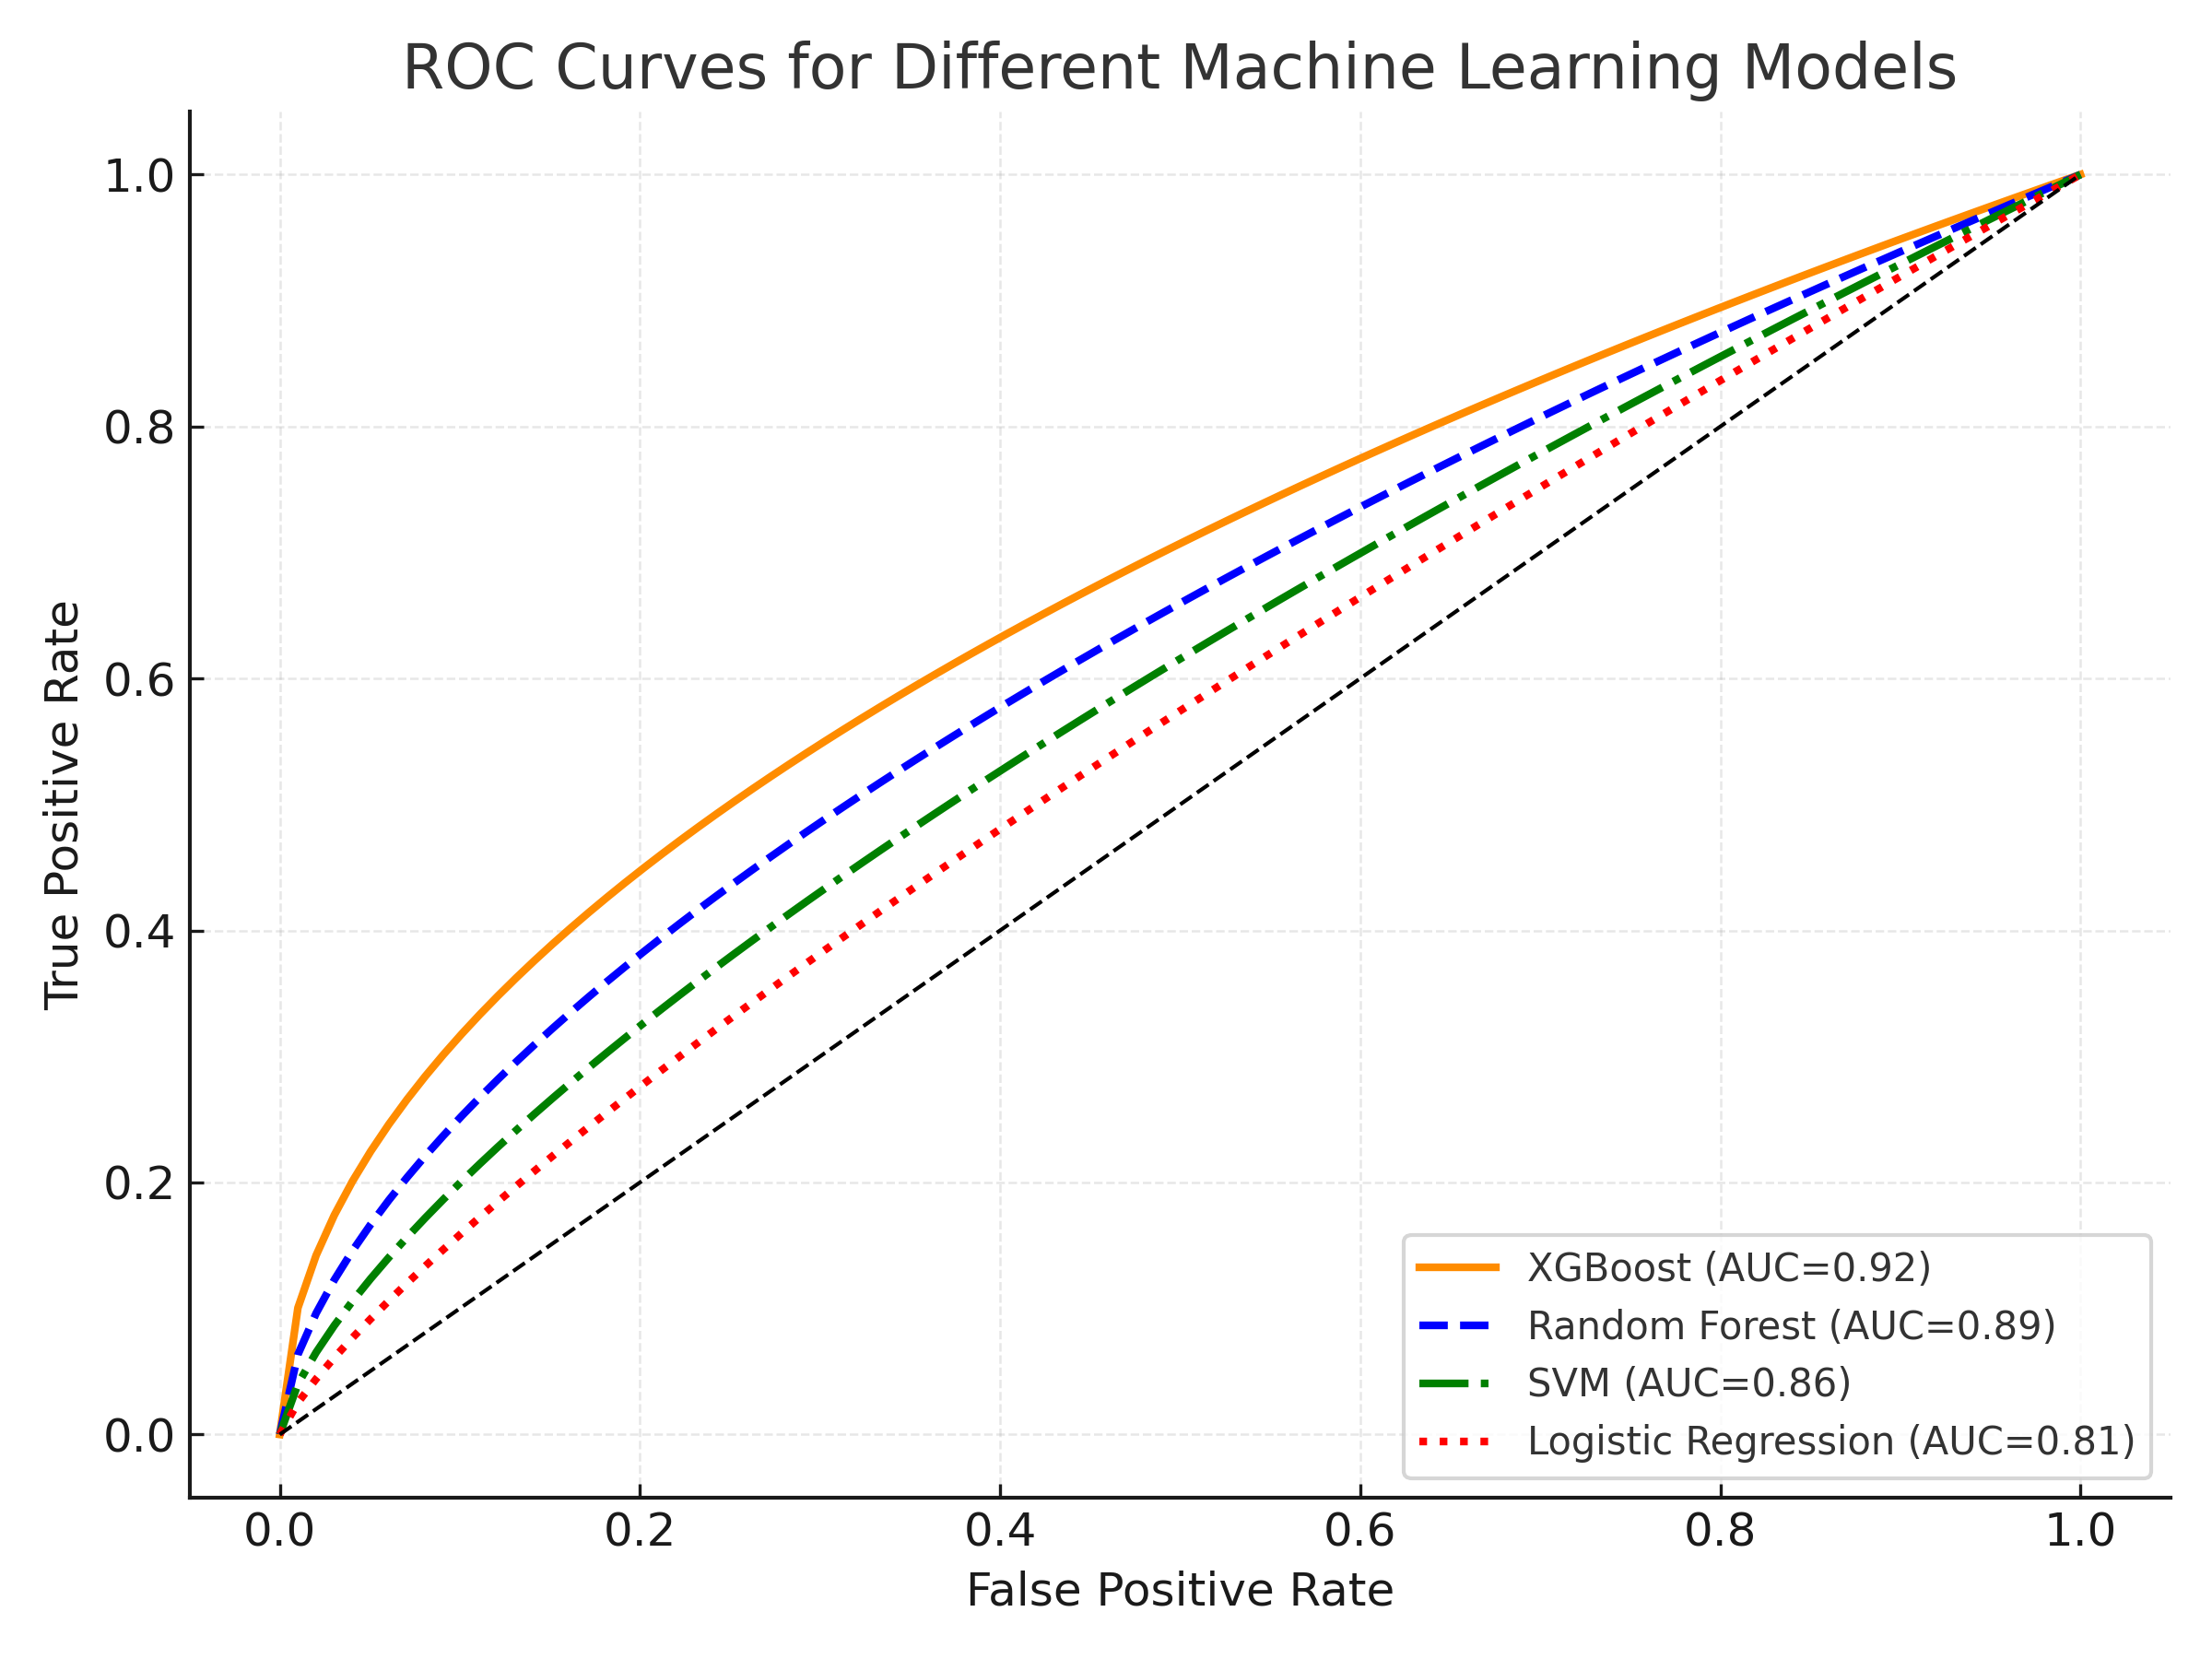 ROC Curves for Different Machine Learning Models
True Positive Rate
1.0
0.8
0.6
0.4
0.2
0.0
XGBoost (AUC=0.92)
Random Forest (AUC=0.89)
SVM (AUC=0.86)
Logistic Regression (AUC=0.81)
0.0 0.2 0.4 0.6 0.8 1.0
False Positive Rate